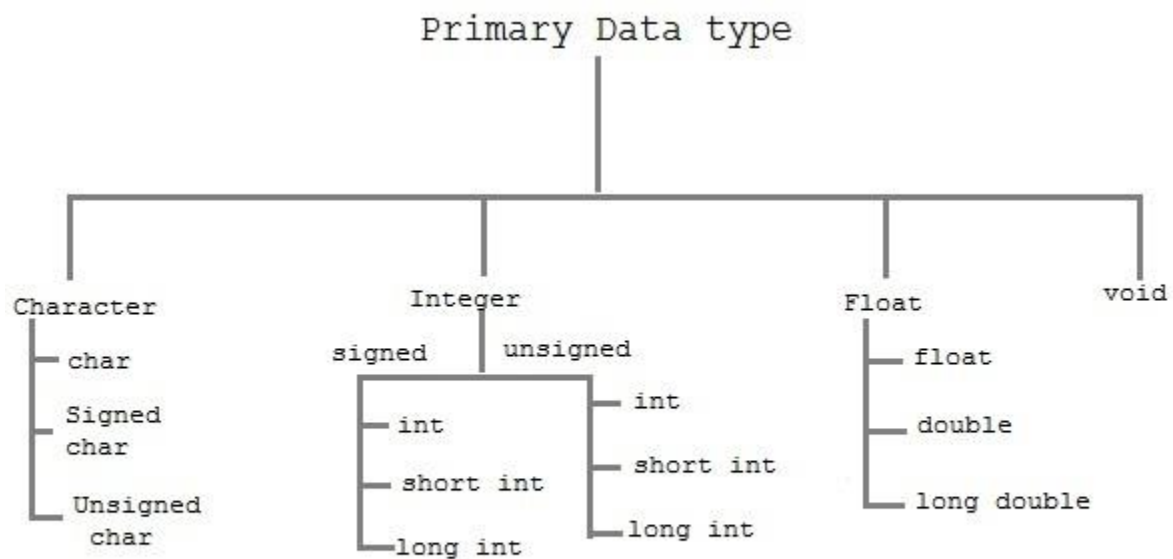 Primary Data type
Character
char
Signed
char
Unsigned
char
Integer
signed
unsigned
int
short int
long int
int
short int
long int
Float
float
double
long double
void